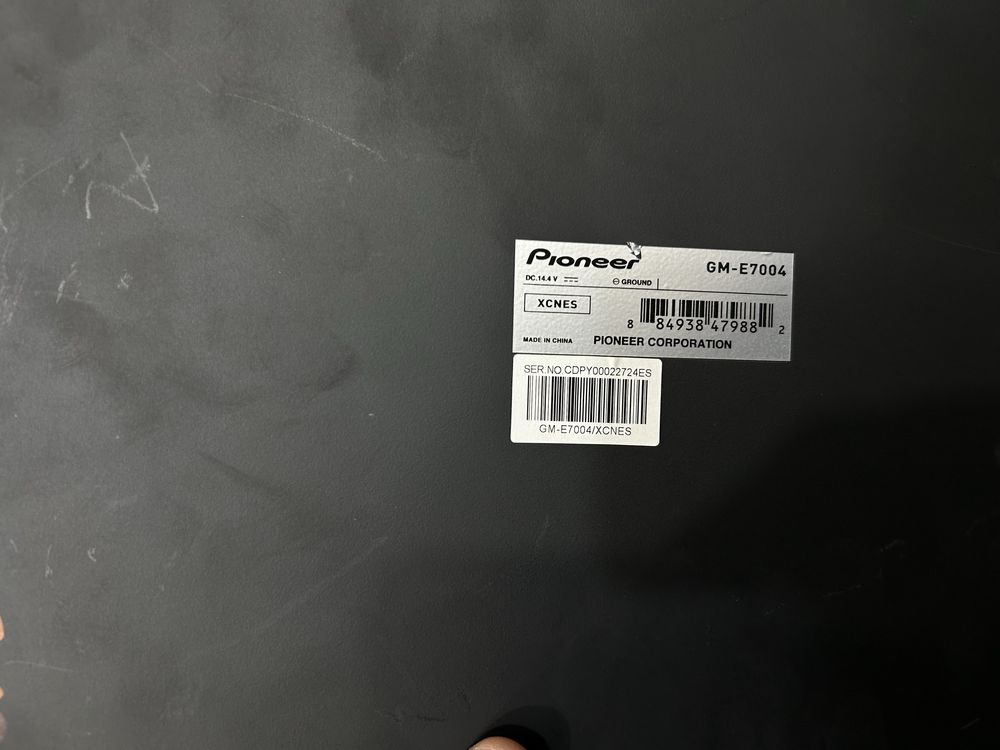 Pioneer GM-E7004
DC.14.4 V ⎓ ⊖ GROUND
XCNES
8 84938 47988 2
MADE IN CHINA PIONEER CORPORATION
SER.NO.CDPY00022724ES
GM-E7004/XCNES